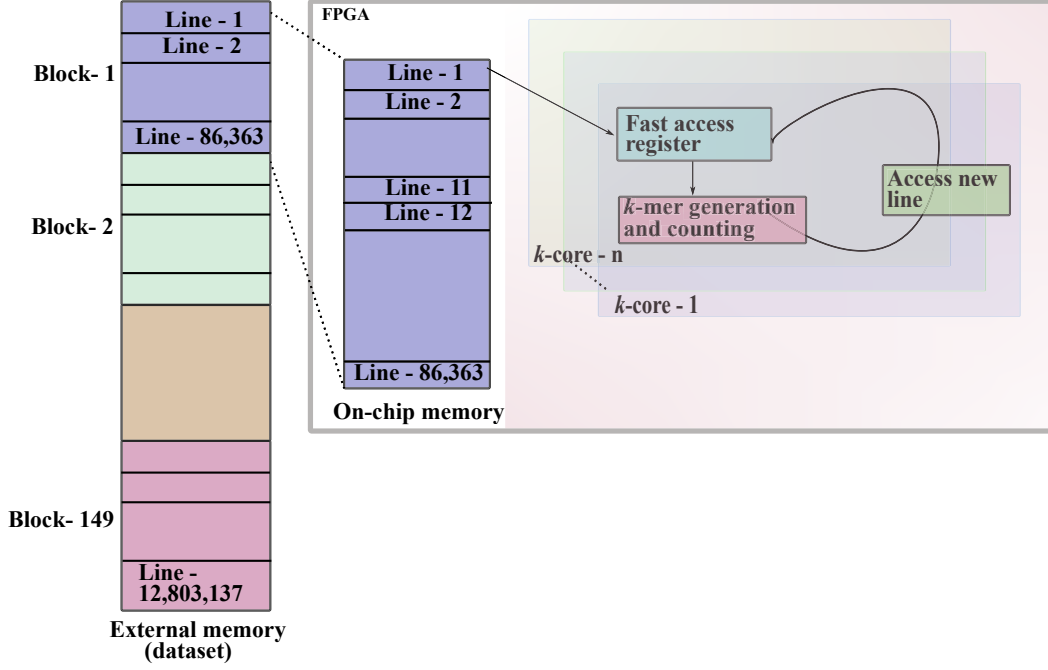 Line - 1
Line - 2
Block- 1
Line - 86,363
Block- 2
Block- 149
Line -
12,803,137
External memory
(dataset)
FPGA
Line - 1
Line - 2
Line - 11
Line - 12
Line - 86,363
On-chip memory
Fast access
register
k-mer generation
and counting
Access new
line
k-core - n
k-core - 1